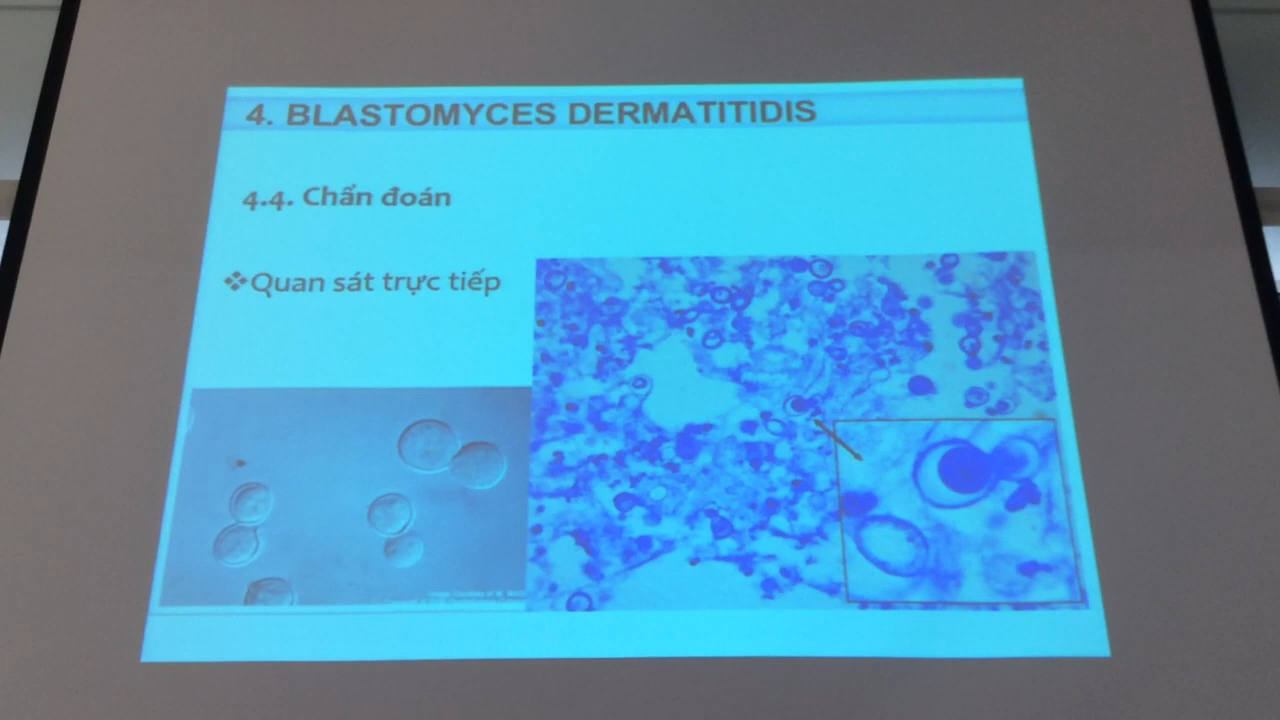 4. BLASTOMYCES DERMATITIDIS
4.4. Chẩn đoán
❖Quan sát trực tiếp